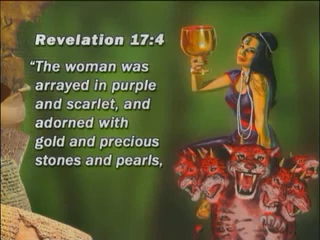 Revelation 17:4
“The woman was
arrayed in purple
and scarlet, and
adorned with
gold and precious
stones and pearls,